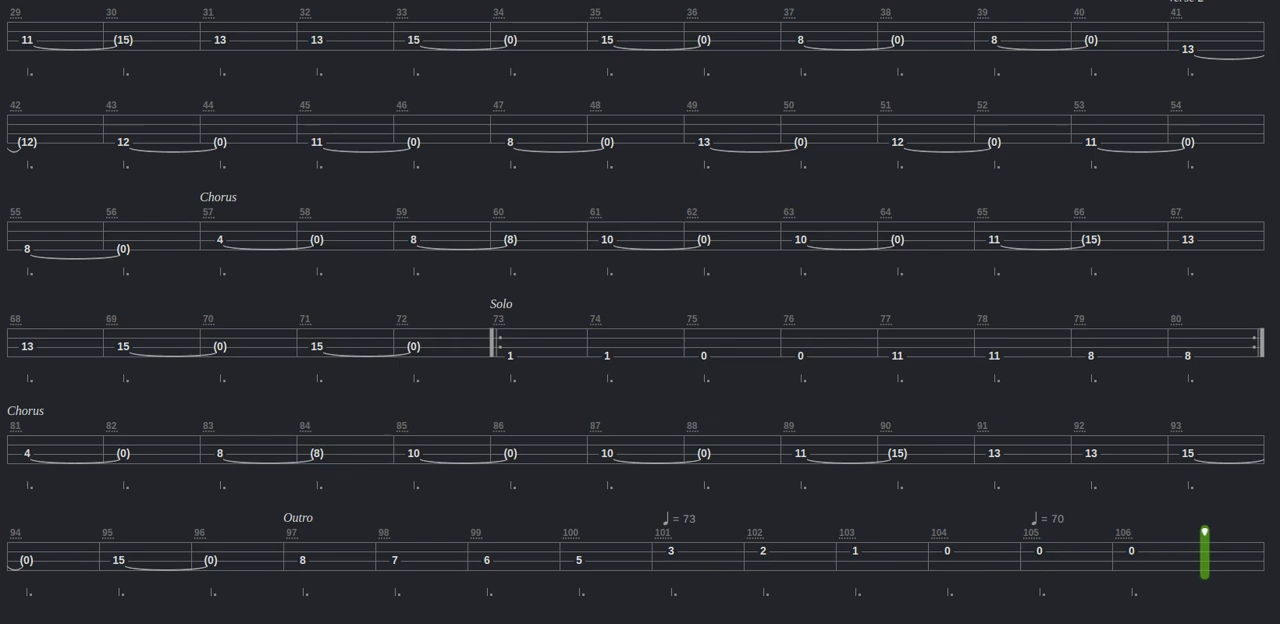 29 30 31 32 33 34 35 36 37 38 39 40 41
11 (15) 13 13 15 (0) 15 (0) 8 (0) 8 (0) 13
42 43 44 45 46 47 48 49 50 51 52 53 54
(12) 12 (0) 11 (0) 8 (0) 13 (0) 12 (0) 11 (0)
Chorus
55 56 57 58 59 60 61 62 63 64 65 66 67
8 (0) 4 (0) 8 (8) 10 (0) 10 (0) 11 (15) 13
Solo
68 69 70 71 72 73 74 75 76 77 78 79 80
13 15 (0) 15 (0) 1 1 0 0 11 11 8 8
Chorus
81 82 83 84 85 86 87 88 89 90 91 92 93
4 (0) 8 (8) 10 (0) 10 (0) 11 (15) 13 13 15
Outro = 73 = 70
94 95 96 97 98 99 100 101 102 103 104 105 106
(0) 15 (0) 8 7 6 5 3 2 1 0 0 0